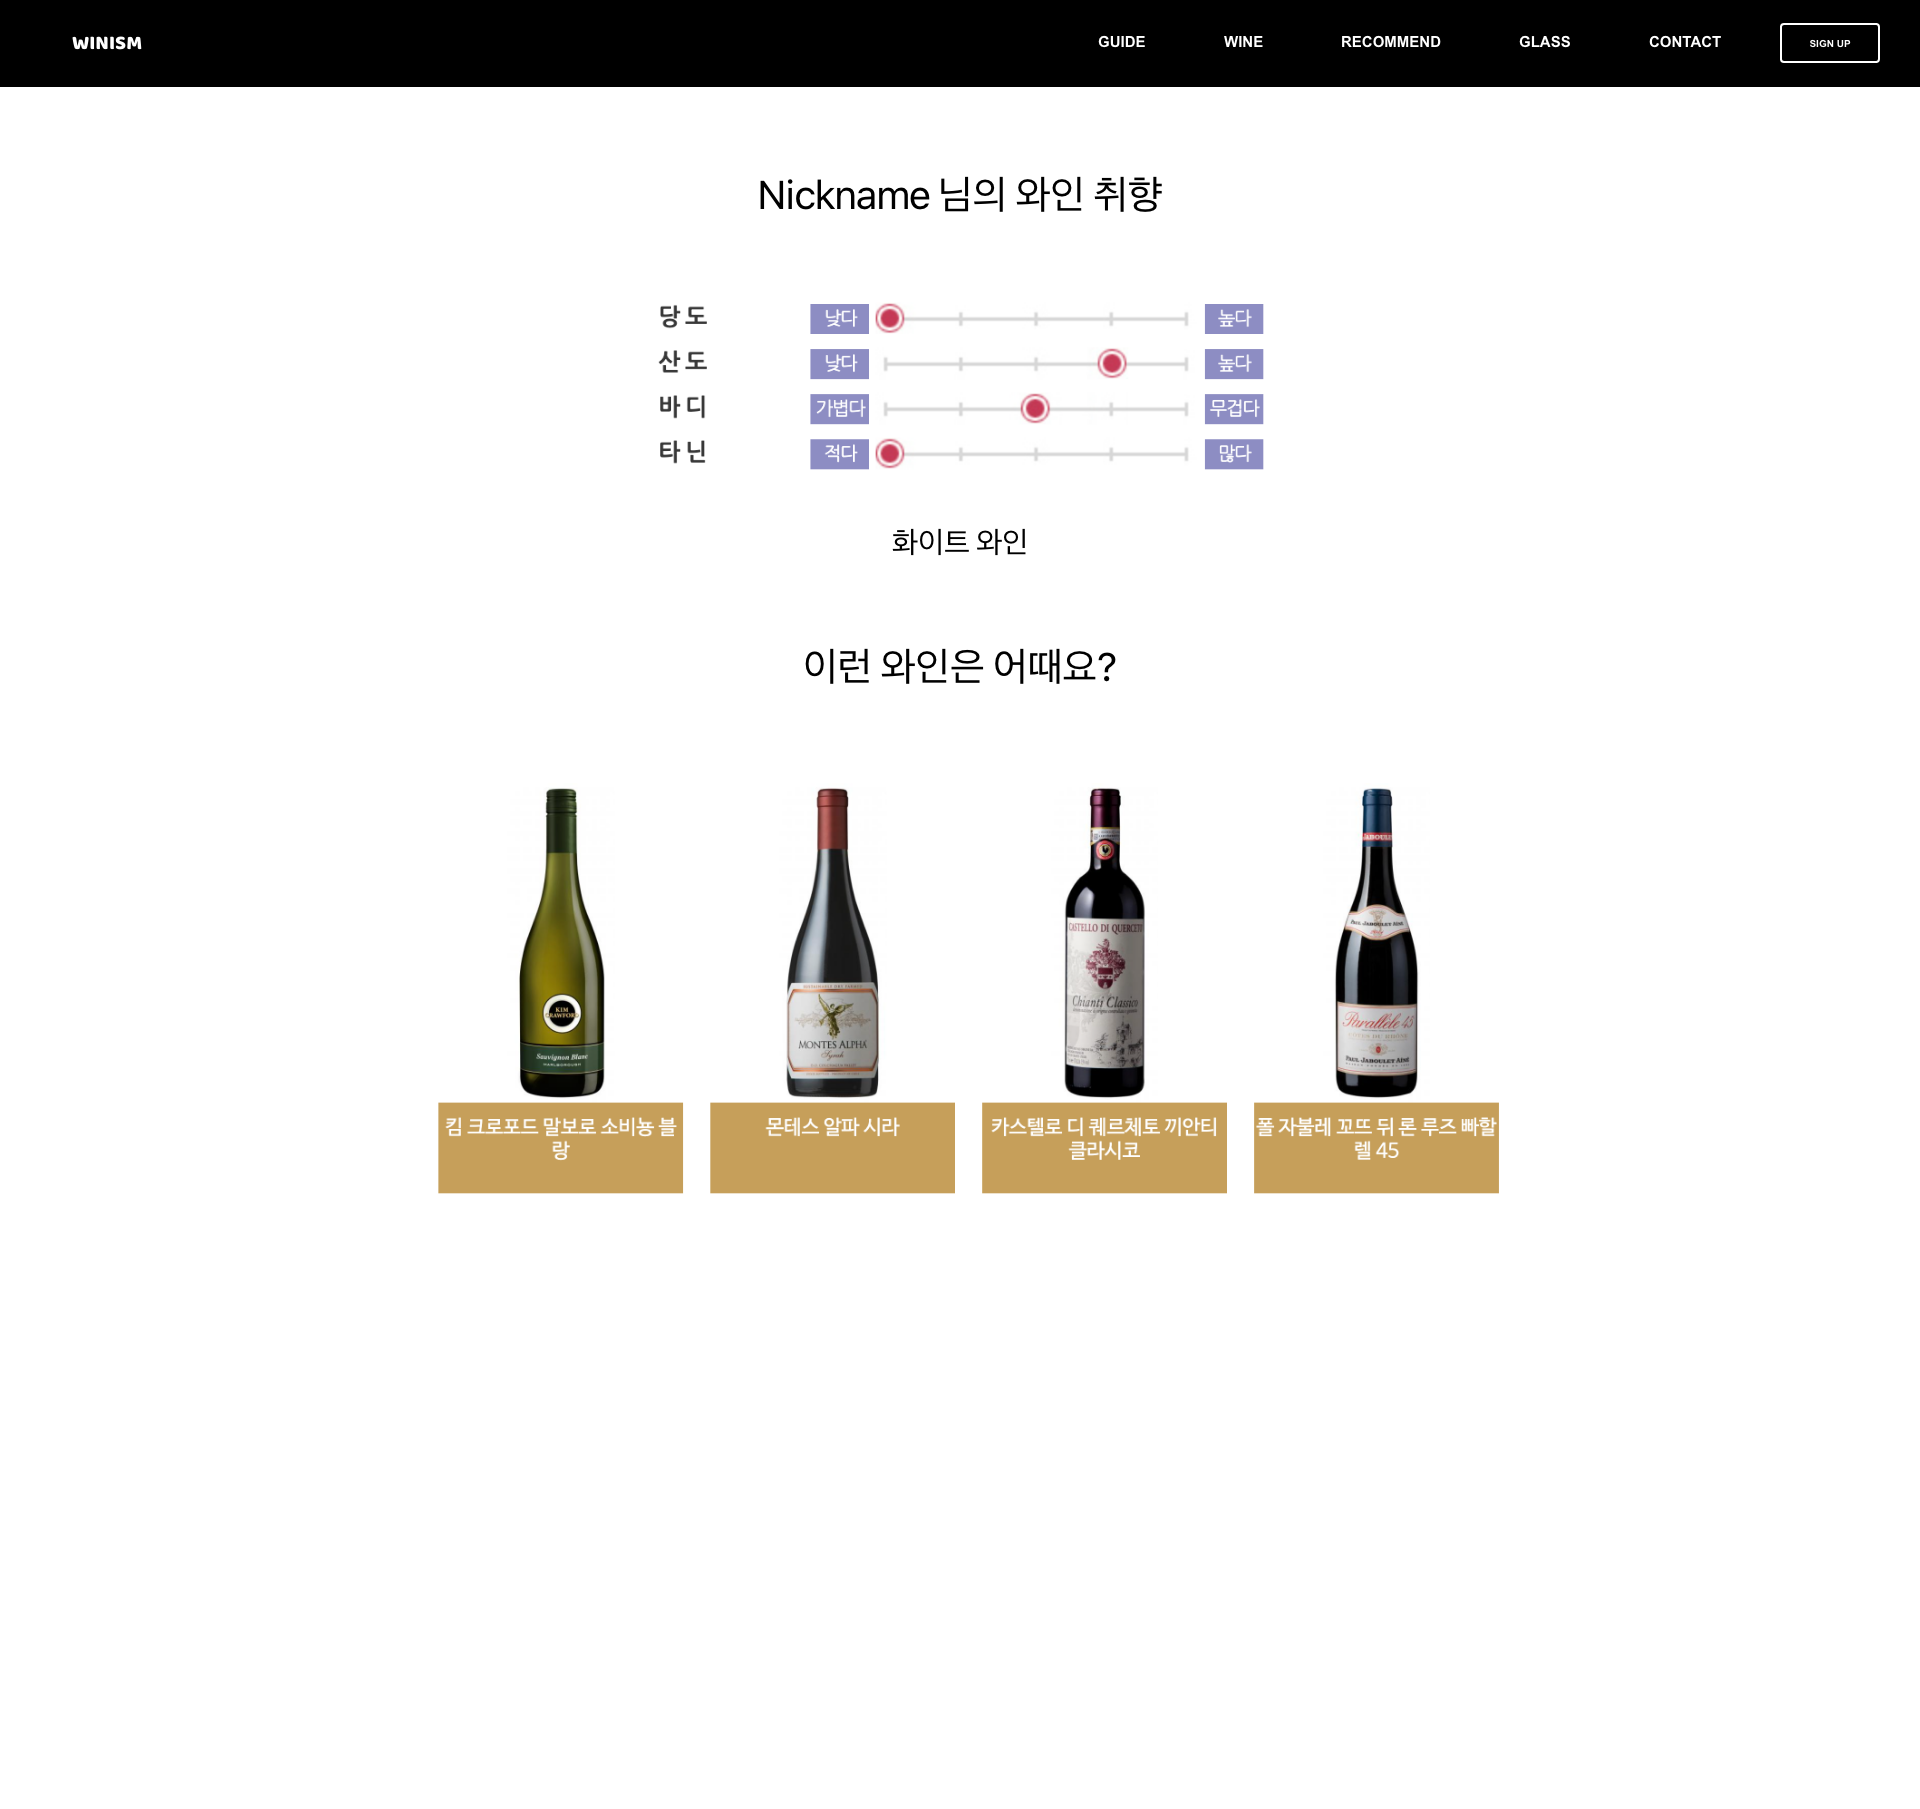 WINISM
GUIDE
WINE
RECOMMEND
GLASS
CONTACT
SIGN UP
Nickname 님의 와인 취향
당 도
낮다
높다
산 도
낮다
높다
바 디
가볍다
무겁다
타 닌
적다
많다
화이트 와인
이런 와인은 어때요?
KIM
CRAWFORD
Sauvignon Blanc
MARLBOROUGH
MONTES ALPHA
Syrah
CASTELLO DI QUERCETO
Chianti Classico
JABOULET
PAUL JABOULET AINÉ
Parallèle 45
PAUL JABOULET AINÉ
킴 크로포드 말보로 소비뇽 블
랑
몬테스 알파 시라
카스텔로 디 퀘르체토 끼안티
클라시코
폴 자불레 꼬뜨 뒤 론 루즈 빠할
렐 45